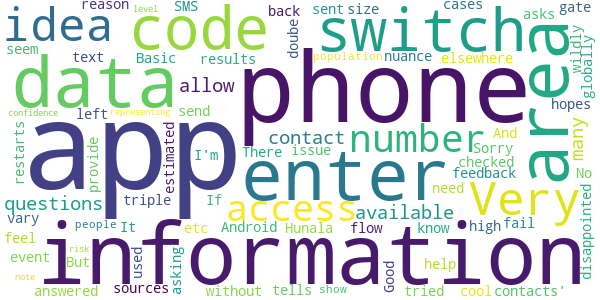 reason SMS back sent size cases gate
level
idea code switch
text Basic results doube nuance elsewhere asks
seem population
data allow phone area wildly globally
left send contact number And many hopes
confidence
restarts provide estimated I'm There issue Sorry checked No
app enter feedback
representing
questions triple If access available need Very disappointed
vary It etc Android Hunala flow know high fail
feel people asking used
event But information help tried
risk
answered sources without tells show Good cool contacts'
note